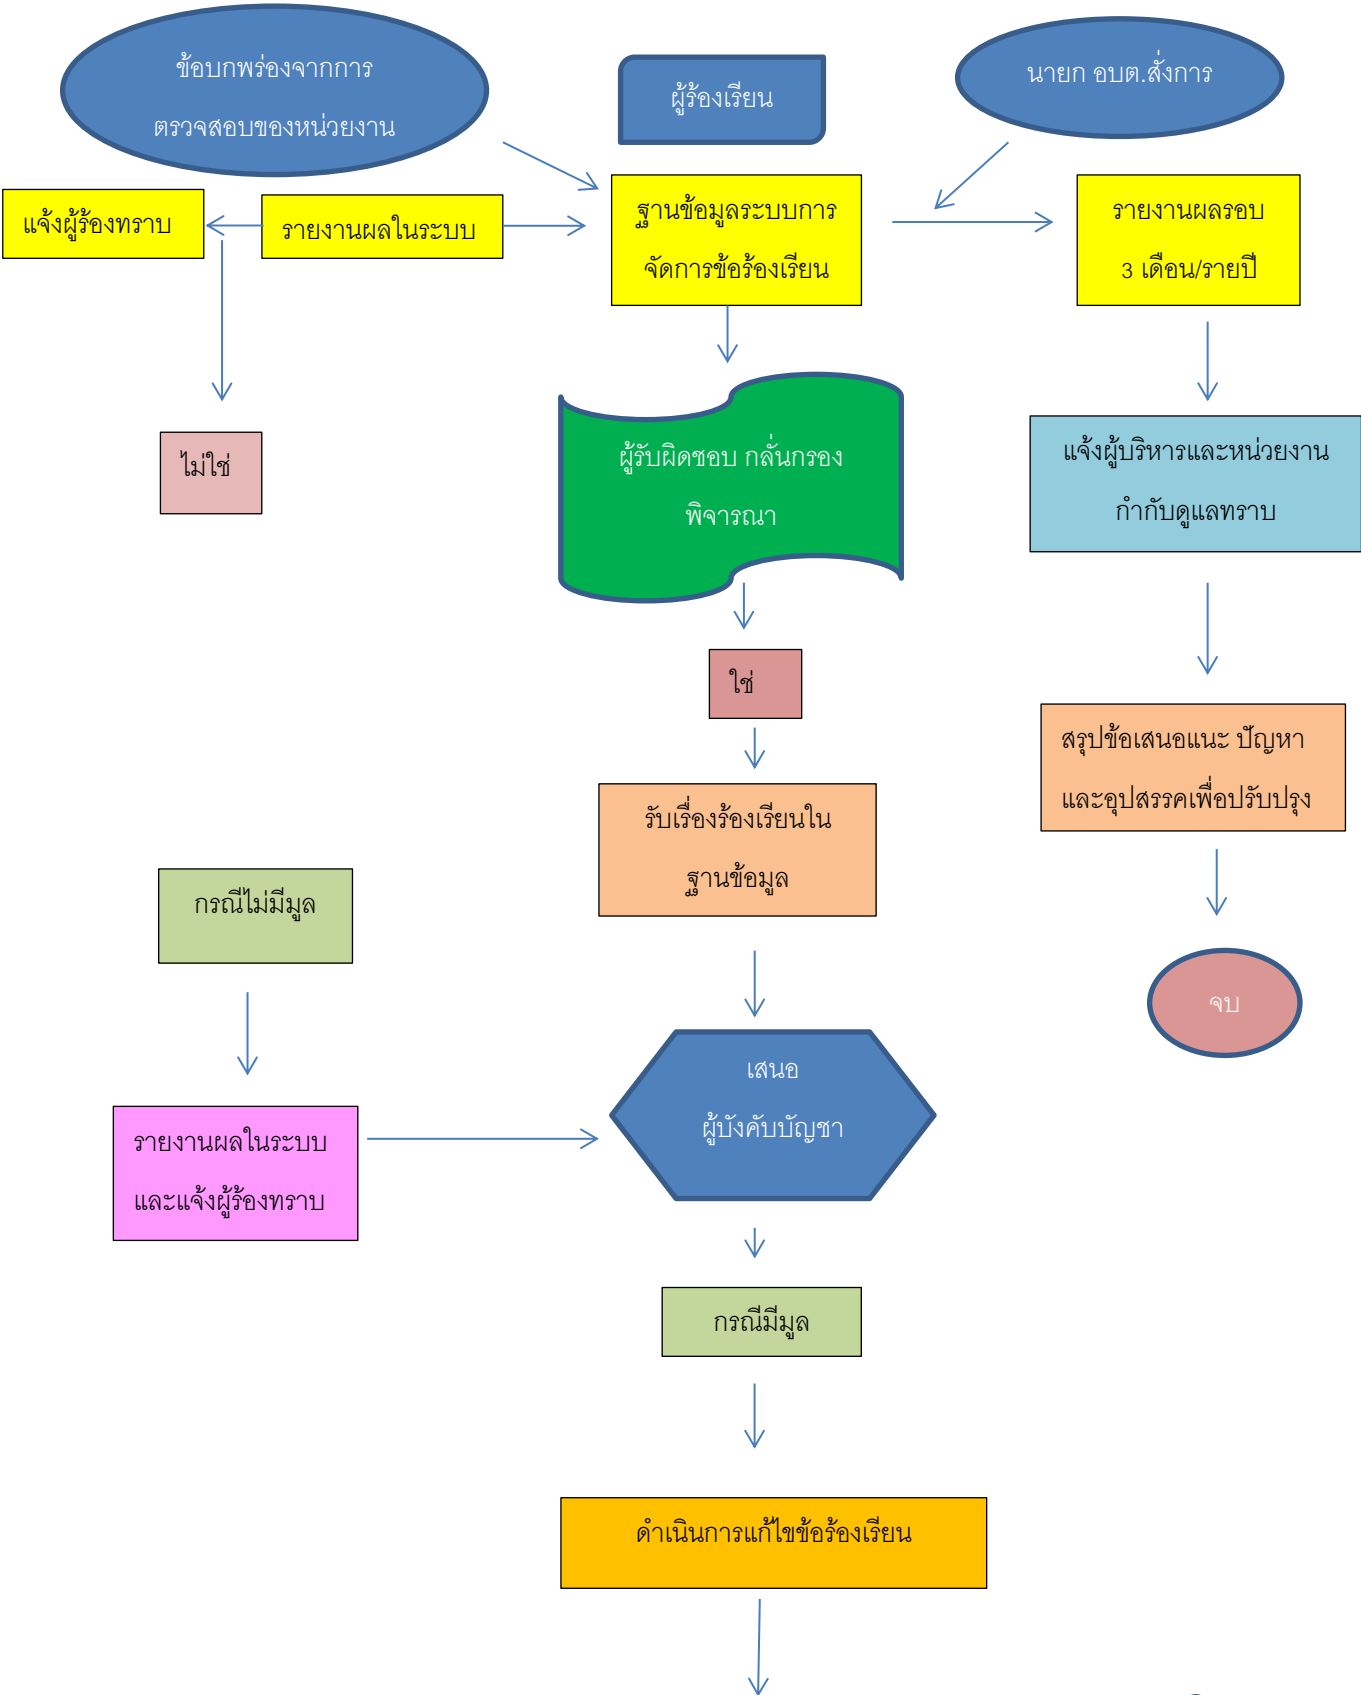 ข้อบกพร่องจากการ
ตรวจสอบของหน่วยงาน
ผู้ร้องเรียน
นายก อบต.สั่งการ
แจ้งผู้ร้องทราบ
รายงานผลในระบบ
ฐานข้อมูลระบบการ
จัดการข้อร้องเรียน
รายงานผลรอบ
3 เดือน/รายปี
ไม่ใช่
ผู้รับผิดชอบ กลั่นกรอง
พิจารณา
แจ้งผู้บริหารและหน่วยงาน
กำกับดูแลทราบ
ใช่
สรุปข้อเสนอแนะ ปัญหา
และอุปสรรคเพื่อปรับปรุง
รับเรื่องร้องเรียนใน
ฐานข้อมูล
กรณีไม่มีมูล
จบ
เสนอ
ผู้บังคับบัญชา
รายงานผลในระบบ
และแจ้งผู้ร้องทราบ
กรณีมีมูล
ดำเนินการแก้ไขข้อร้องเรียน